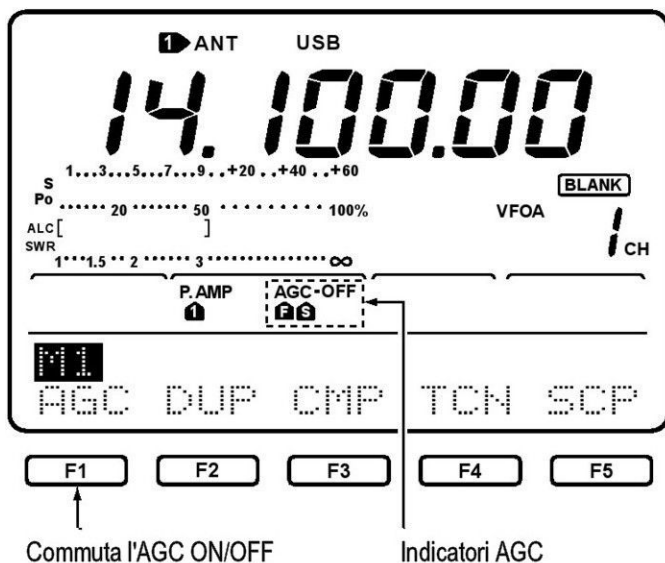 1 ANT USB
14.100.00
S 1...3...5...7...9..+20..+40..+60
BLANK
Po ...... 20 ...... 50 ........ 100%
VFOA
1 CH
ALC [ ]
SWR 1..1.5..2.......3............∞
P.AMP AGC-OFF
1 F S
M1
AGC DUP CMP TCN SCP
F1 F2 F3 F4 F5
Commuta l'AGC ON/OFF Indicatori AGC